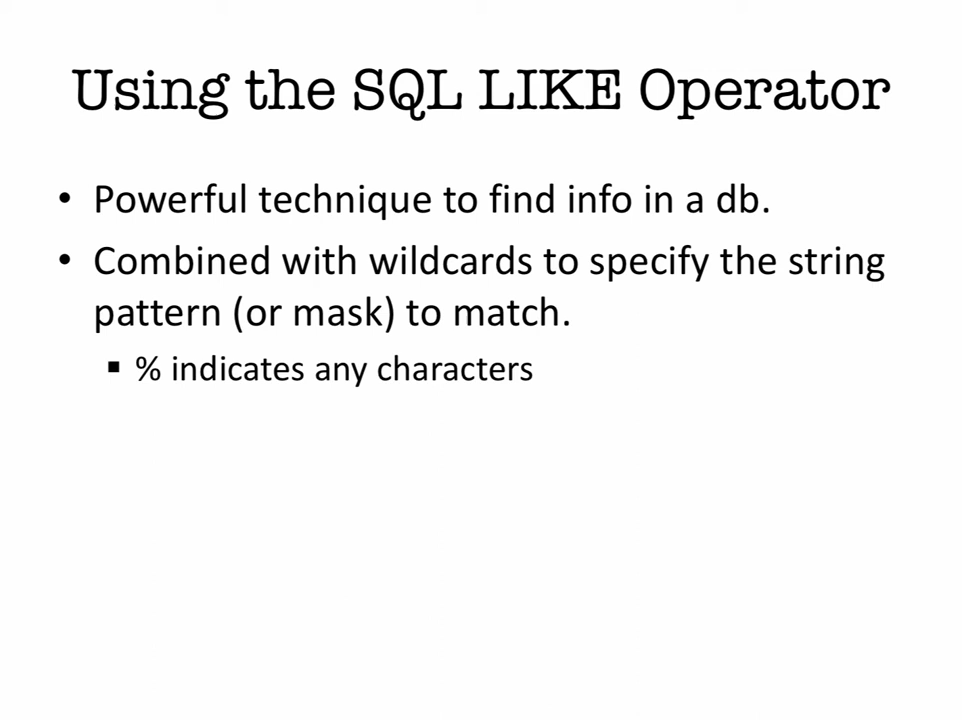 Using the SQL LIKE Operator
• Powerful technique to find info in a db.
• Combined with wildcards to specify the string
pattern (or mask) to match.
▪ % indicates any characters